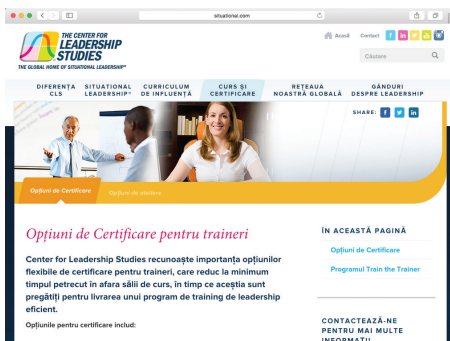 situational.com
Acasă Contact
THE CENTER FOR
LEADERSHIP
STUDIES
THE GLOBAL HOME OF SITUATIONAL LEADERSHIP®
Căutare
DIFERENȚA SITUATIONAL CURRICULUM CURS ȘI REȚEAUA GÂNDURI
CLS LEADERSHIP® DE INFLUENȚĂ CERTIFICARE NOASTRĂ GLOBALĂ DESPRE LEADERSHIP
SHARE:
Opțiuni de Certificare
Opțiuni de
Opțiuni de Certificare pentru traineri
Center for Leadership Studies recunoaște importanța opțiunilor
flexibile de certificare pentru traineri, care reduc la minimum
timpul petrecut în afara sălii de curs, în timp ce aceștia sunt
pregătiți pentru livrarea unui program de training de leadership
eficient.
Opțiunile pentru certificare includ:
ÎN ACEASTĂ PAGINĂ
Opțiuni de Certificare
Programul Train the Trainer
CONTACTEAZĂ-NE
PENTRU MAI MULTE
INFORMAȚII